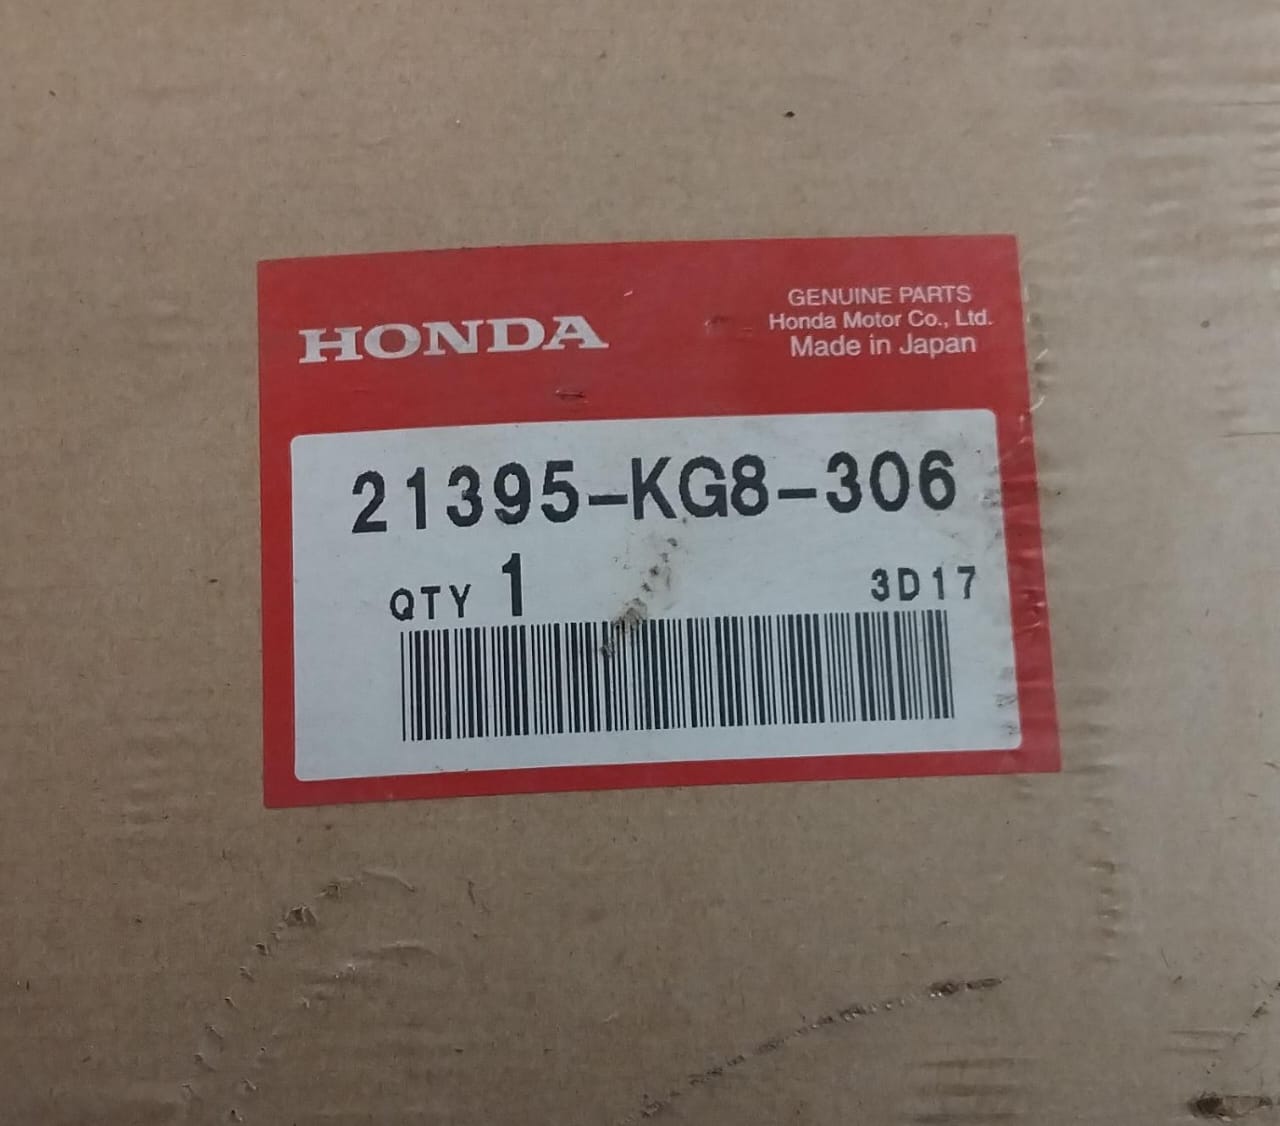 HONDA
GENUINE PARTS
Honda Motor Co., Ltd.
Made in Japan
21395-KG8-306
QTY 1
3D17